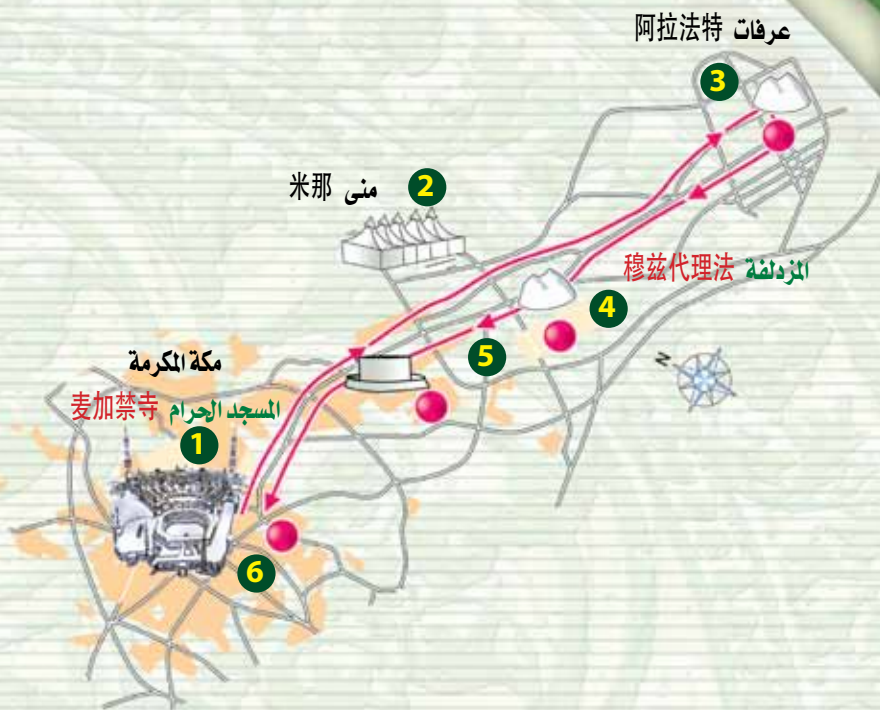 阿拉法特 عرفات
3
米那 منى 2
穆兹代理法 المزدلفة
4
5
N
مكة المكرمة
麦加禁寺 المسجد الحرام
1
6